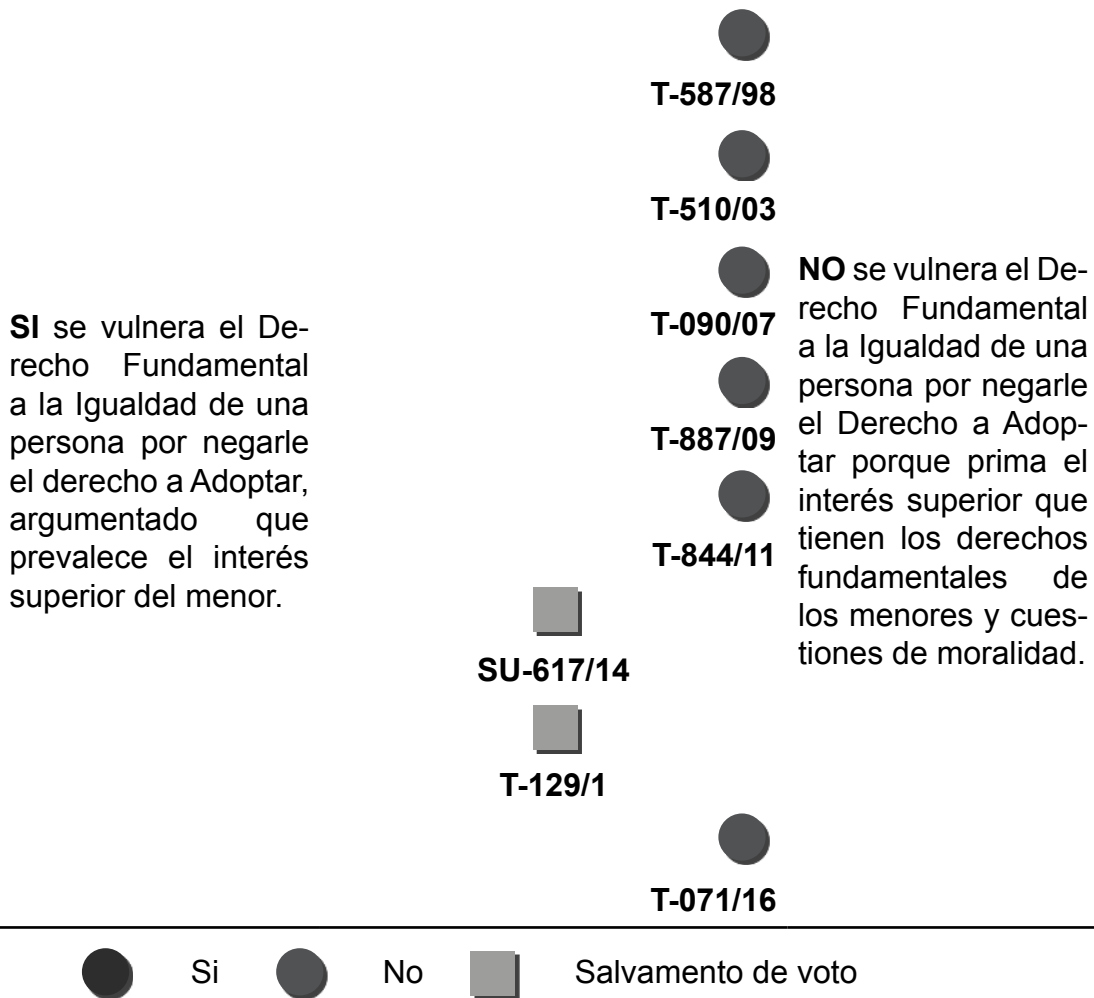 T-587/98
T-510/03
T-090/07
T-887/09
T-844/11
SI se vulnera el De-
recho Fundamental
a la Igualdad de una
persona por negarle
el derecho a Adoptar,
argumentado que
prevalece el interés
superior del menor.
NO se vulnera el De-
recho Fundamental
a la Igualdad de una
persona por negarle
el Derecho a Adop-
tar porque prima el
interés superior que
tienen los derechos
fundamentales de
los menores y cues-
tiones de moralidad.
SU-617/14
T-129/1
T-071/16
Si No Salvamento de voto